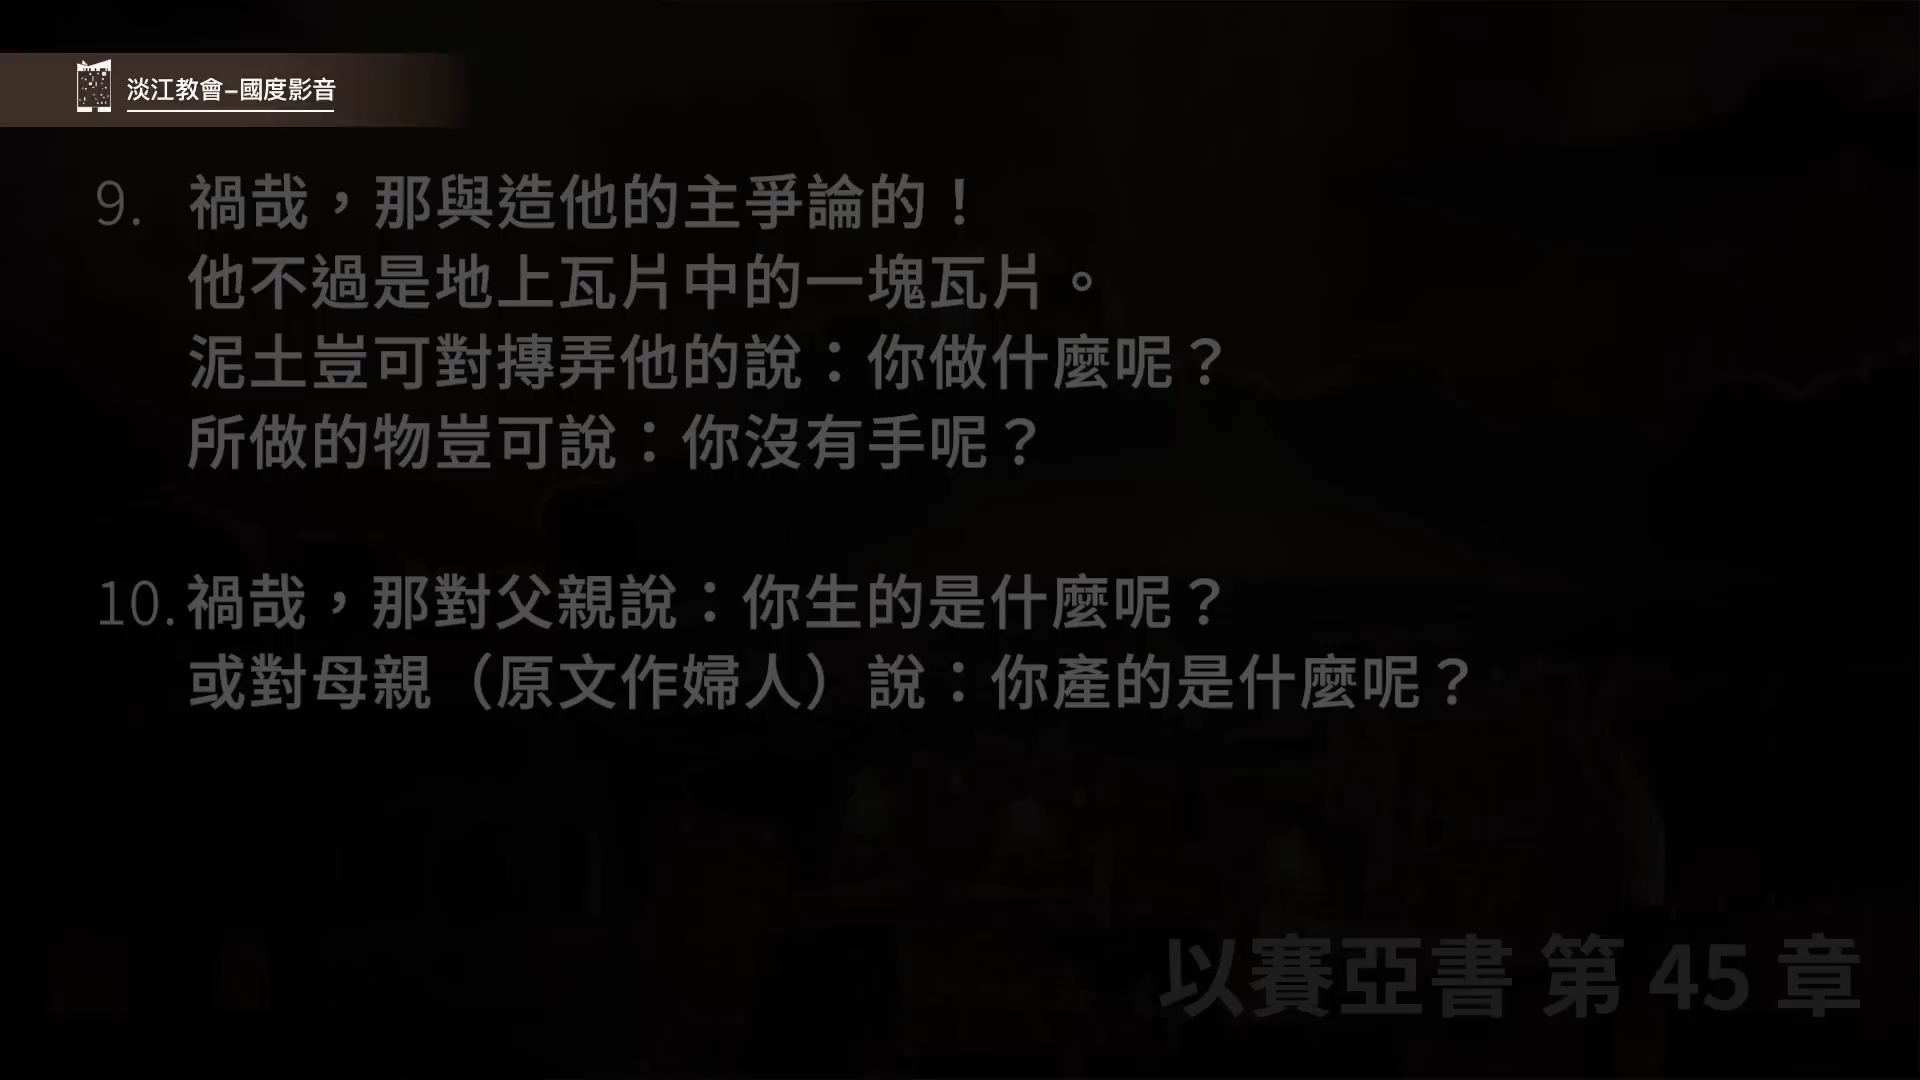 淡江教會–國度影音
9. 禍哉，那與造他的主爭論的！
他不過是地上瓦片中的一塊瓦片。
泥土豈可對摶弄他的說：你做什麼呢？
所做的物豈可說：你沒有手呢？
10. 禍哉，那對父親說：你生的是什麼呢？
或對母親（原文作婦人）說：你產的是什麼呢？
以賽亞書 第 45 章